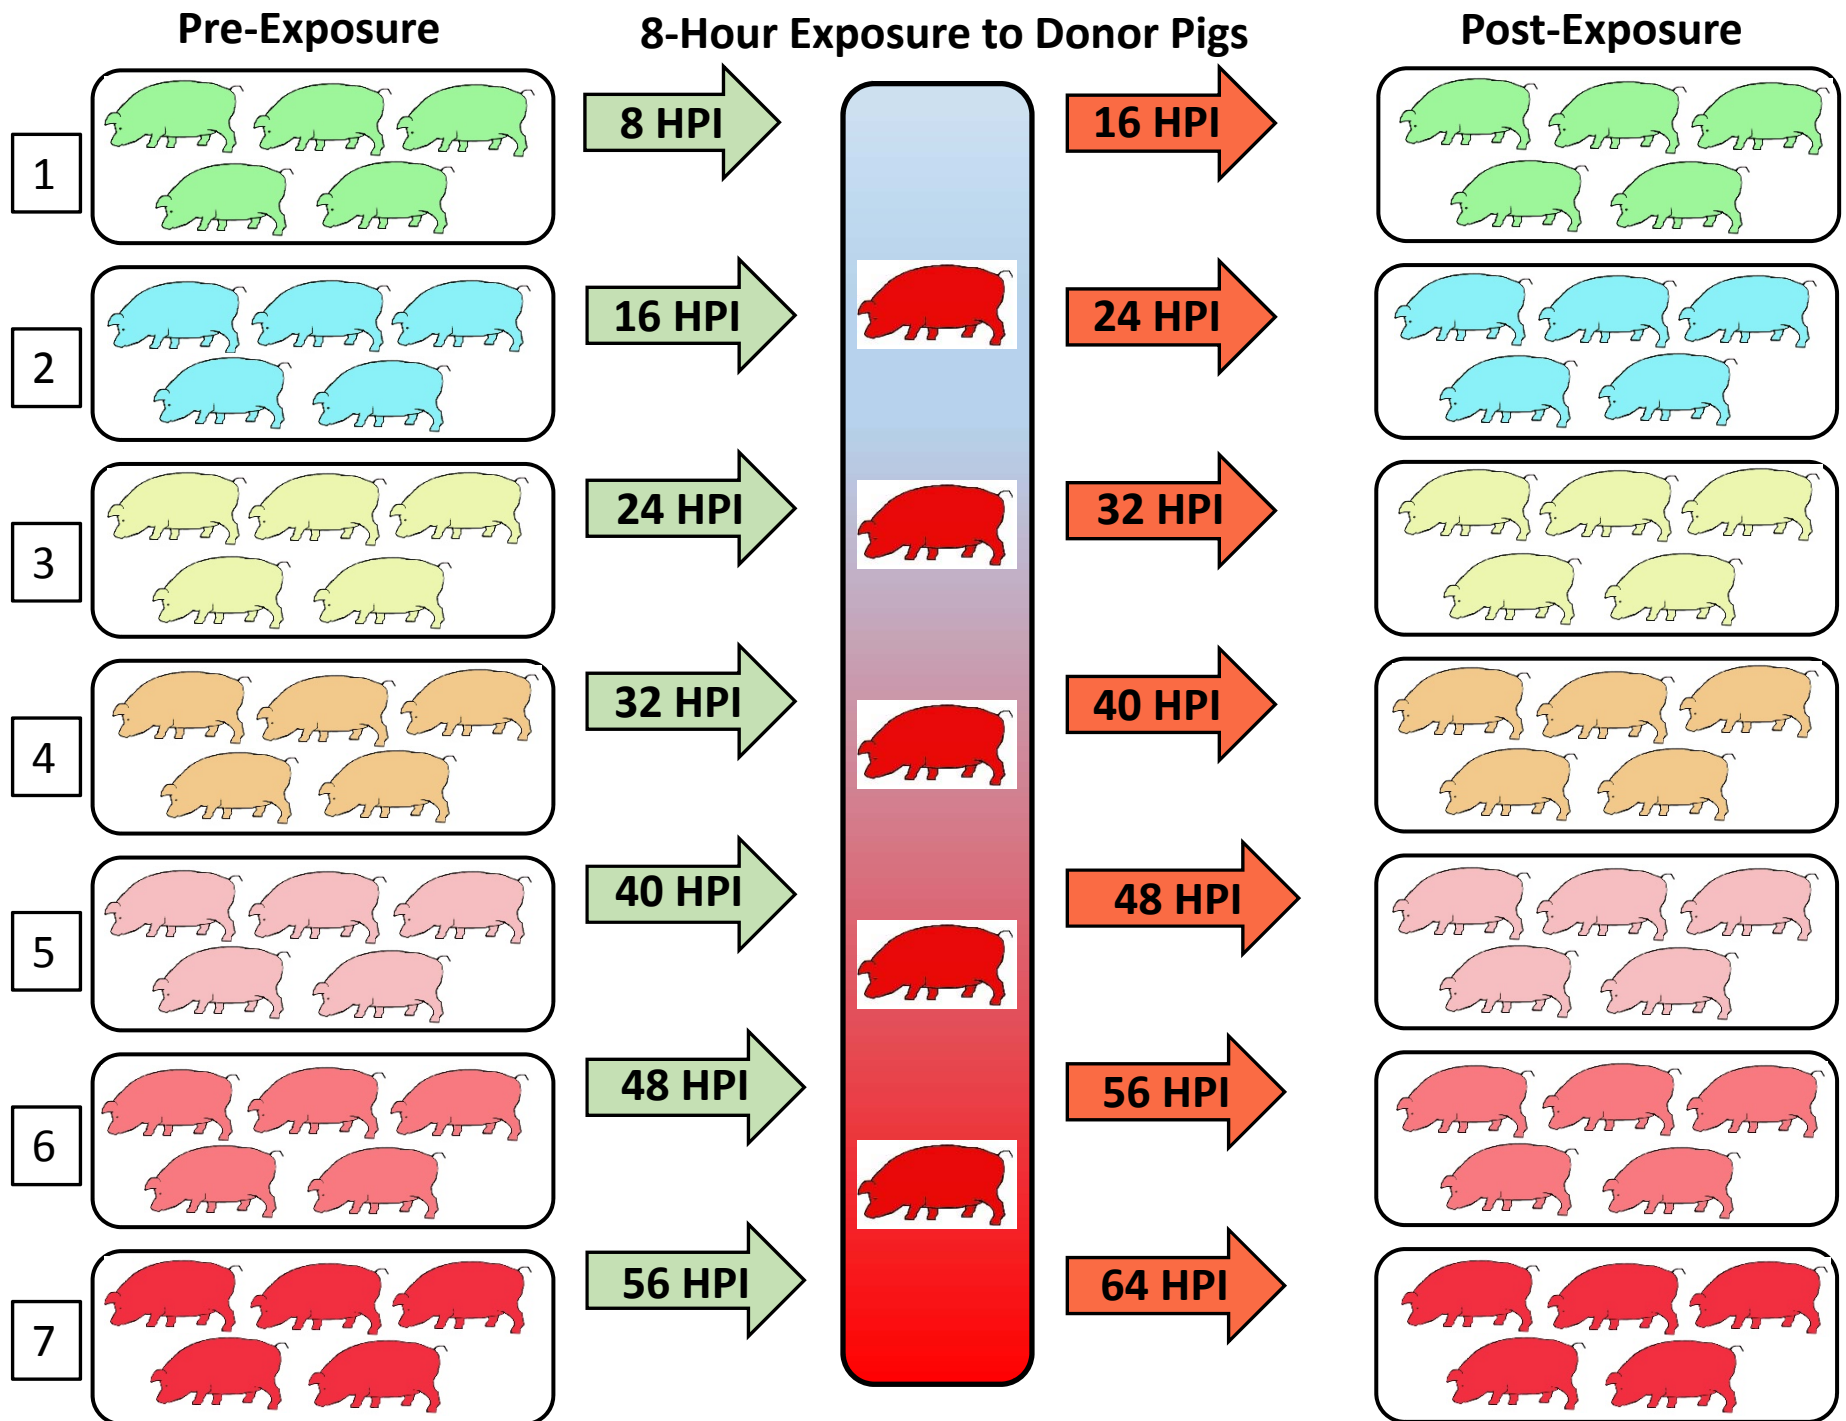 Pre-Exposure
8-Hour Exposure to Donor Pigs
Post-Exposure
1
8 HPI
16 HPI
2
16 HPI
24 HPI
3
24 HPI
32 HPI
4
32 HPI
40 HPI
5
40 HPI
48 HPI
6
48 HPI
56 HPI
7
56 HPI
64 HPI